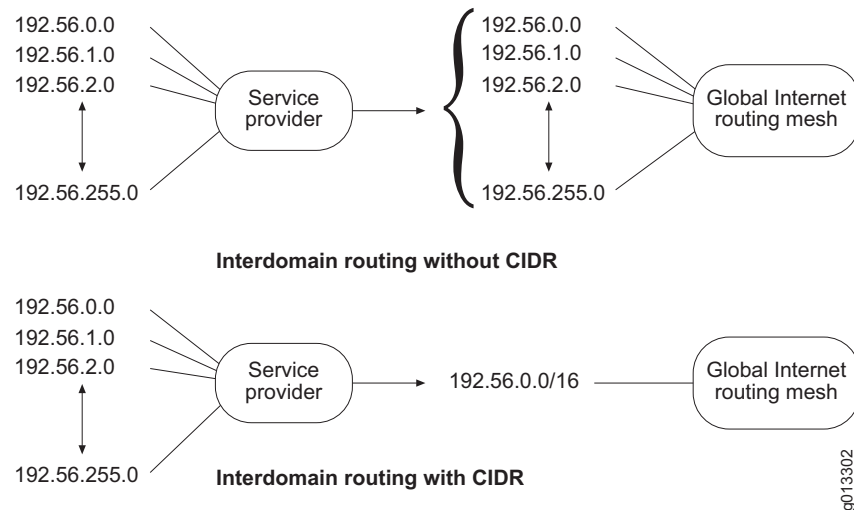 192.56.0.0
192.56.1.0
192.56.2.0
192.56.255.0
Service
provider
192.56.0.0
192.56.1.0
192.56.2.0
192.56.255.0
Global Internet
routing mesh
Interdomain routing without CIDR
192.56.0.0
192.56.1.0
192.56.2.0
192.56.255.0
Service
provider
192.56.0.0/16
Global Internet
routing mesh
Interdomain routing with CIDR
g013302